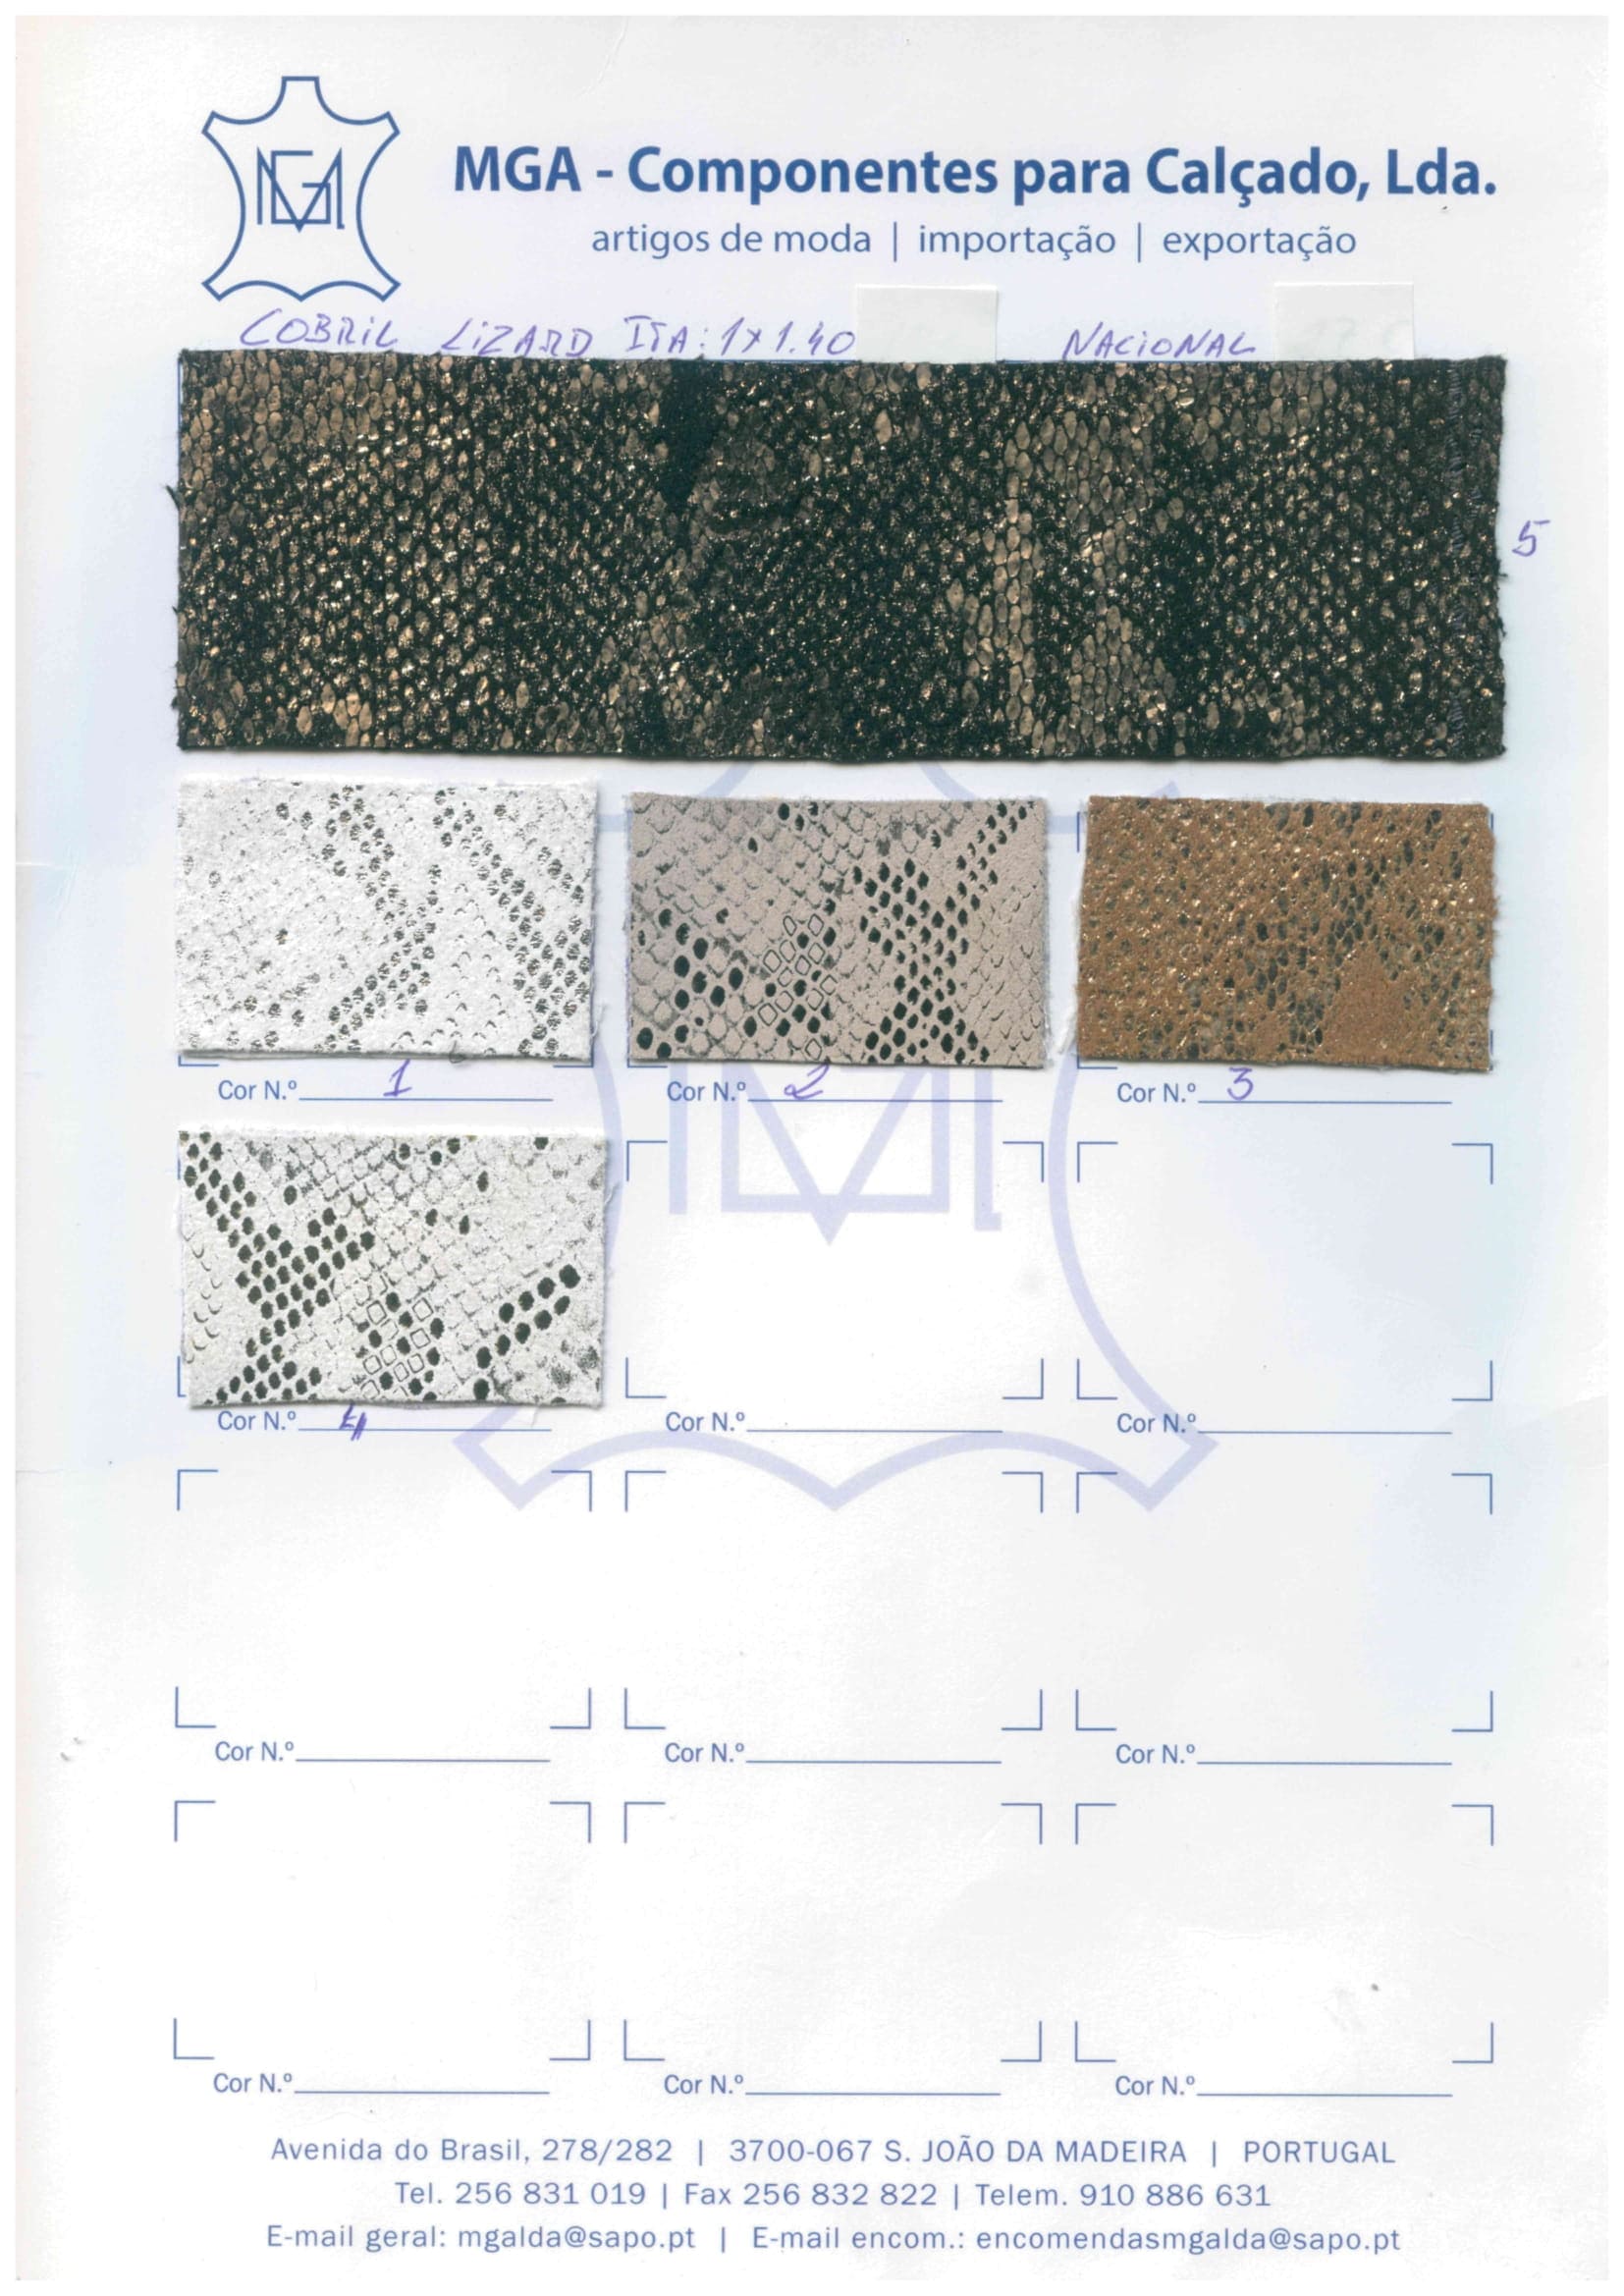 MGA
MGA - Componentes para Calçado, Lda.
artigos de moda | importação | exportação
COBRIL LIZARD ITA: 1x1.40 NACIONAL
5
Cor N.º 1 Cor N.º 2 Cor N.º 3
Cor N.º 4 Cor N.º Cor N.º
Cor N.º Cor N.º Cor N.º
Cor N.º Cor N.º Cor N.º
Avenida do Brasil, 278/282 | 3700-067 S. JOÃO DA MADEIRA | PORTUGAL
Tel. 256 831 019 | Fax 256 832 822 | Telem. 910 886 631
E-mail geral: mgalda@sapo.pt | E-mail encom.: encomendasmgalda@sapo.pt